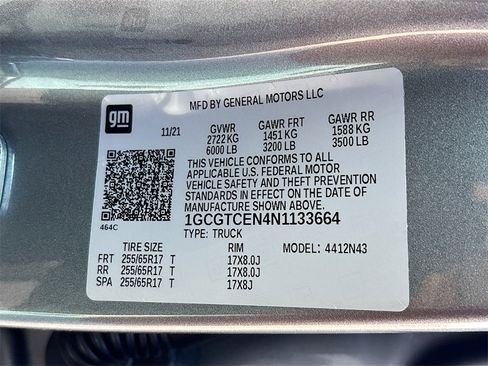 MFD BY GENERAL MOTORS LLC
gm
11/21 GVWR GAWR FRT GAWR RR
2722 KG 1451 KG 1588 KG
6000 LB 3200 LB 3500 LB
THIS VEHICLE CONFORMS TO ALL
APPLICABLE U.S. FEDERAL MOTOR
VEHICLE SAFETY AND THEFT PREVENTION
STANDARDS IN EFFECT ON THE DATE OF
MANUFACTURE SHOWN ABOVE.
464C 1GCGTCEN4N1133664
TYPE: TRUCK MODEL: 4412N43
TIRE SIZE RIM
FRT 255/65R17 T 17X8.0J
RR 255/65R17 T 17X8.0J
SPA 255/65R17 T 17X8J